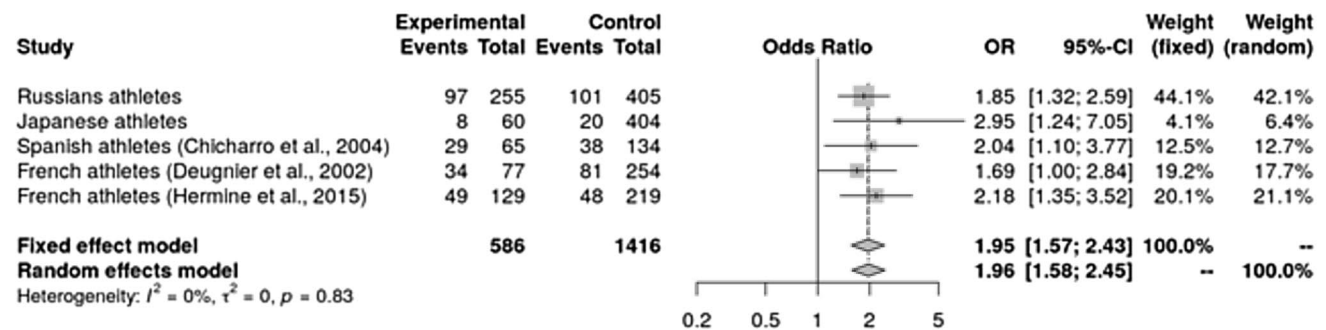 Experimental Control Weight Weight
Study Events Total Events Total Odds Ratio OR 95%-CI (fixed) (random)
Russians athletes 97 255 101 405 1.85 [1.32; 2.59] 44.1% 42.1%
Japanese athletes 8 60 20 404 2.95 [1.24; 7.05] 4.1% 6.4%
Spanish athletes (Chicharro et al., 2004) 29 65 38 134 2.04 [1.10; 3.77] 12.5% 12.7%
French athletes (Deugnier et al., 2002) 34 77 81 254 1.69 [1.00; 2.84] 19.2% 17.7%
French athletes (Hermine et al., 2015) 49 129 48 219 2.18 [1.35; 3.52] 20.1% 21.1%
Fixed effect model 586 1416 1.95 [1.57; 2.43] 100.0% --
Random effects model 1.96 [1.58; 2.45] -- 100.0%
Heterogeneity: I² = 0%, τ² = 0, p = 0.83
0.2 0.5 1 2 5